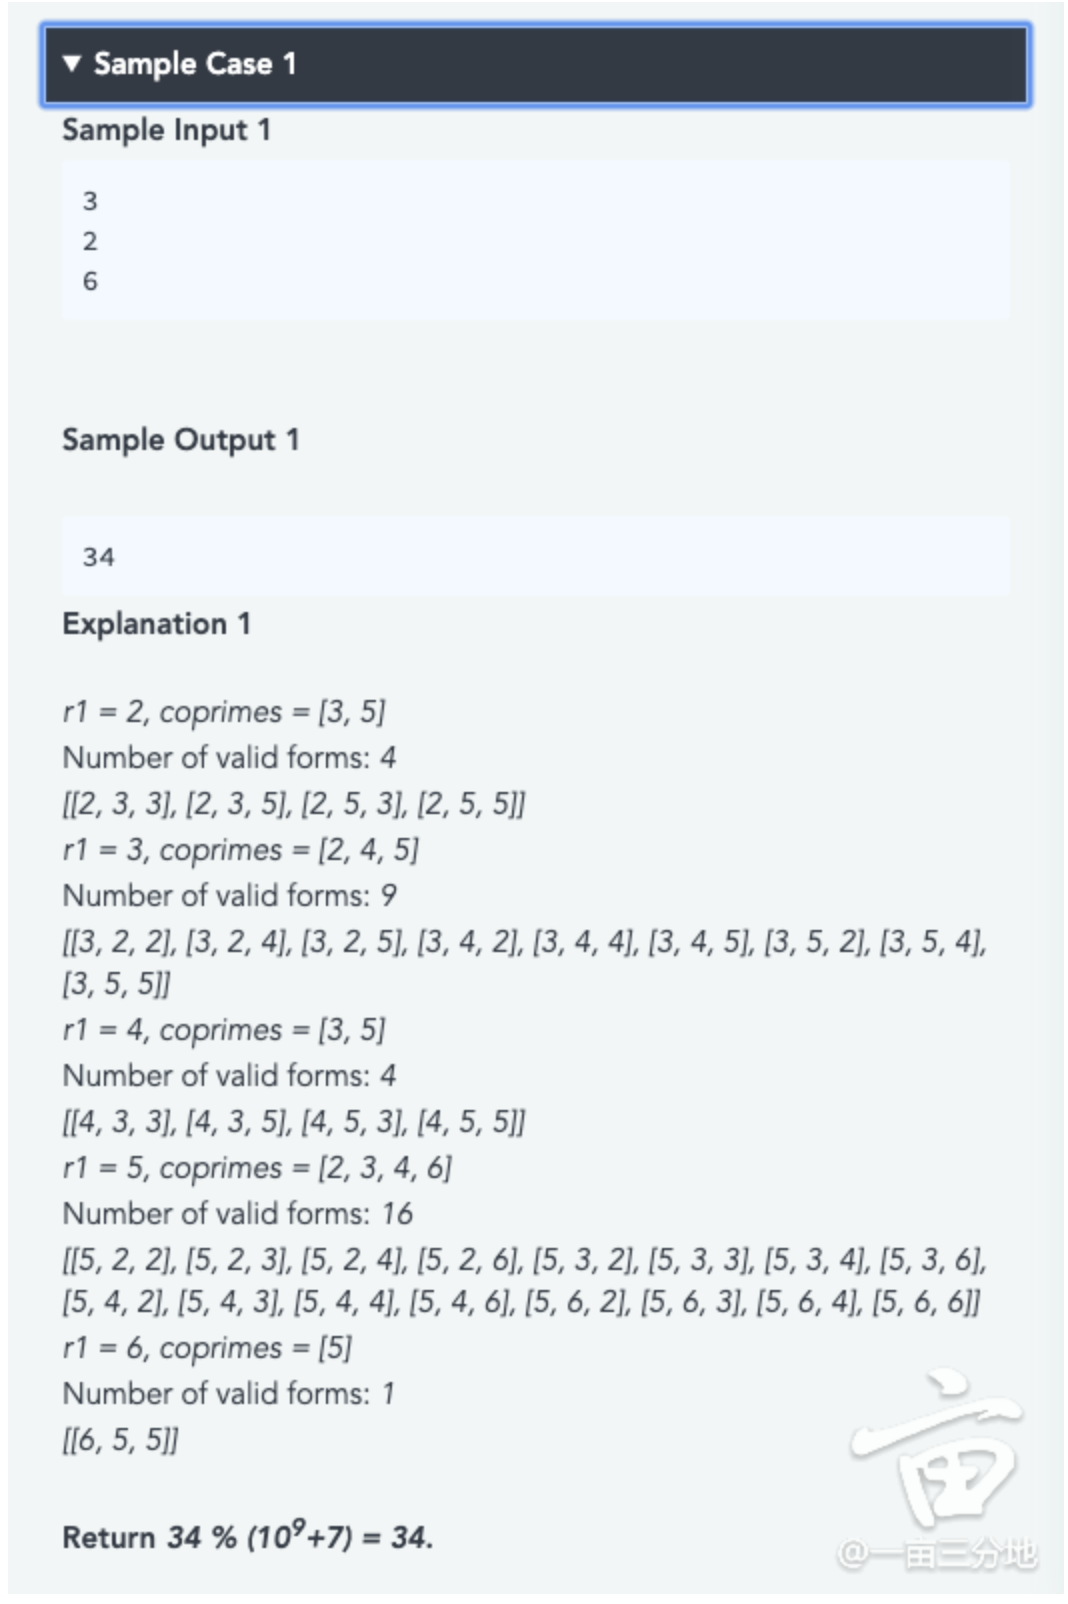 ▼ Sample Case 1
Sample Input 1
3
2
6
Sample Output 1
34
Explanation 1
r1 = 2, coprimes = [3, 5]
Number of valid forms: 4
[[2, 3, 3], [2, 3, 5], [2, 5, 3], [2, 5, 5]]
r1 = 3, coprimes = [2, 4, 5]
Number of valid forms: 9
[[3, 2, 2], [3, 2, 4], [3, 2, 5], [3, 4, 2], [3, 4, 4], [3, 4, 5], [3, 5, 2], [3, 5, 4],
[3, 5, 5]]
r1 = 4, coprimes = [3, 5]
Number of valid forms: 4
[[4, 3, 3], [4, 3, 5], [4, 5, 3], [4, 5, 5]]
r1 = 5, coprimes = [2, 3, 4, 6]
Number of valid forms: 16
[[5, 2, 2], [5, 2, 3], [5, 2, 4], [5, 2, 6], [5, 3, 2], [5, 3, 3], [5, 3, 4], [5, 3, 6],
[5, 4, 2], [5, 4, 3], [5, 4, 4], [5, 4, 6], [5, 6, 2], [5, 6, 3], [5, 6, 4], [5, 6, 6]]
r1 = 6, coprimes = [5]
Number of valid forms: 1
[[6, 5, 5]]
Return 34 % (10⁹+7) = 34.
亩
@一亩三分地